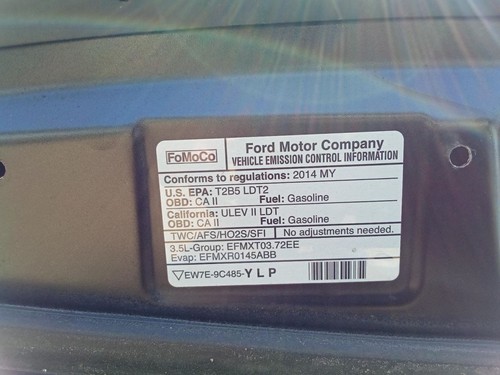 FoMoCo
Ford Motor Company
VEHICLE EMISSION CONTROL INFORMATION
Conforms to regulations: 2014 MY
U.S. EPA: T2B5 LDT2
OBD: CA II Fuel: Gasoline
California: ULEV II LDT
OBD: CA II Fuel: Gasoline
TWC/AFS/HO2S/SFI No adjustments needed.
3.5L-Group: EFMXT03.72EE
Evap: EFMXR0145ABB
EW7E-9C485-Y L P